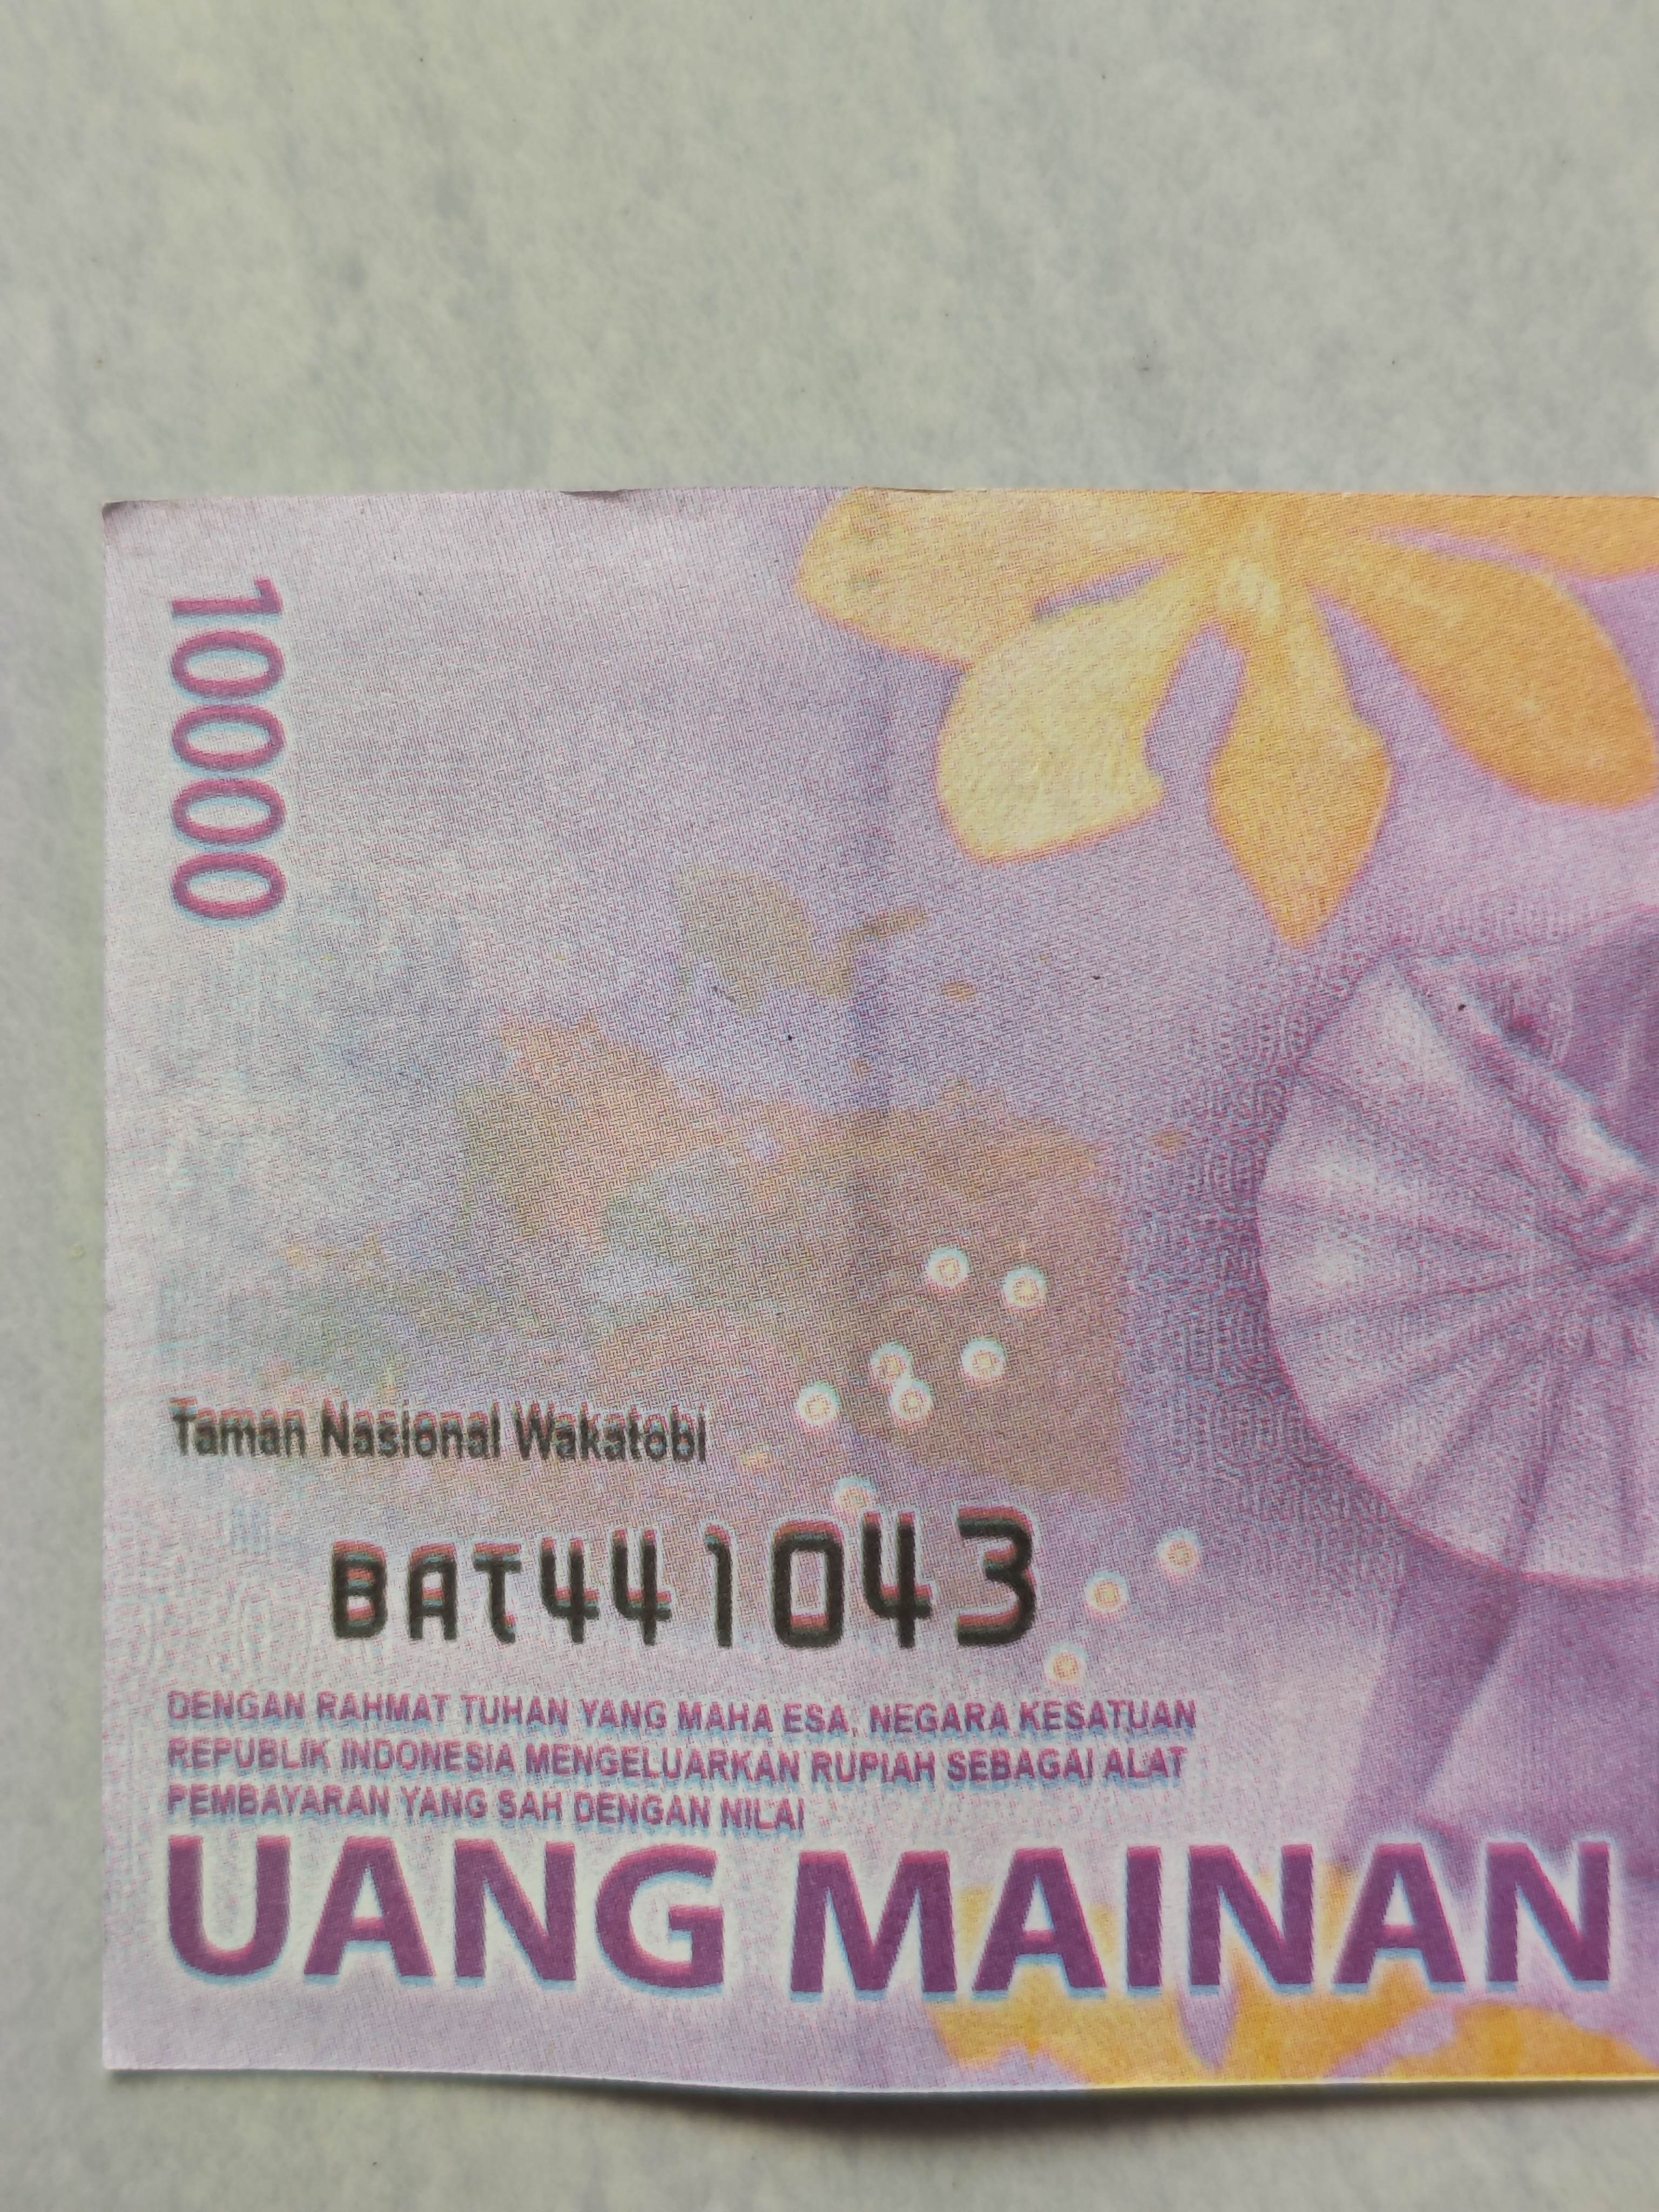 10000
Taman Nasional Wakatobi
BAT441043
DENGAN RAHMAT TUHAN YANG MAHA ESA, NEGARA KESATUAN
REPUBLIK INDONESIA MENGELUARKAN RUPIAH SEBAGAI ALAT
PEMBAYARAN YANG SAH DENGAN NILAI
UANG MAINAN